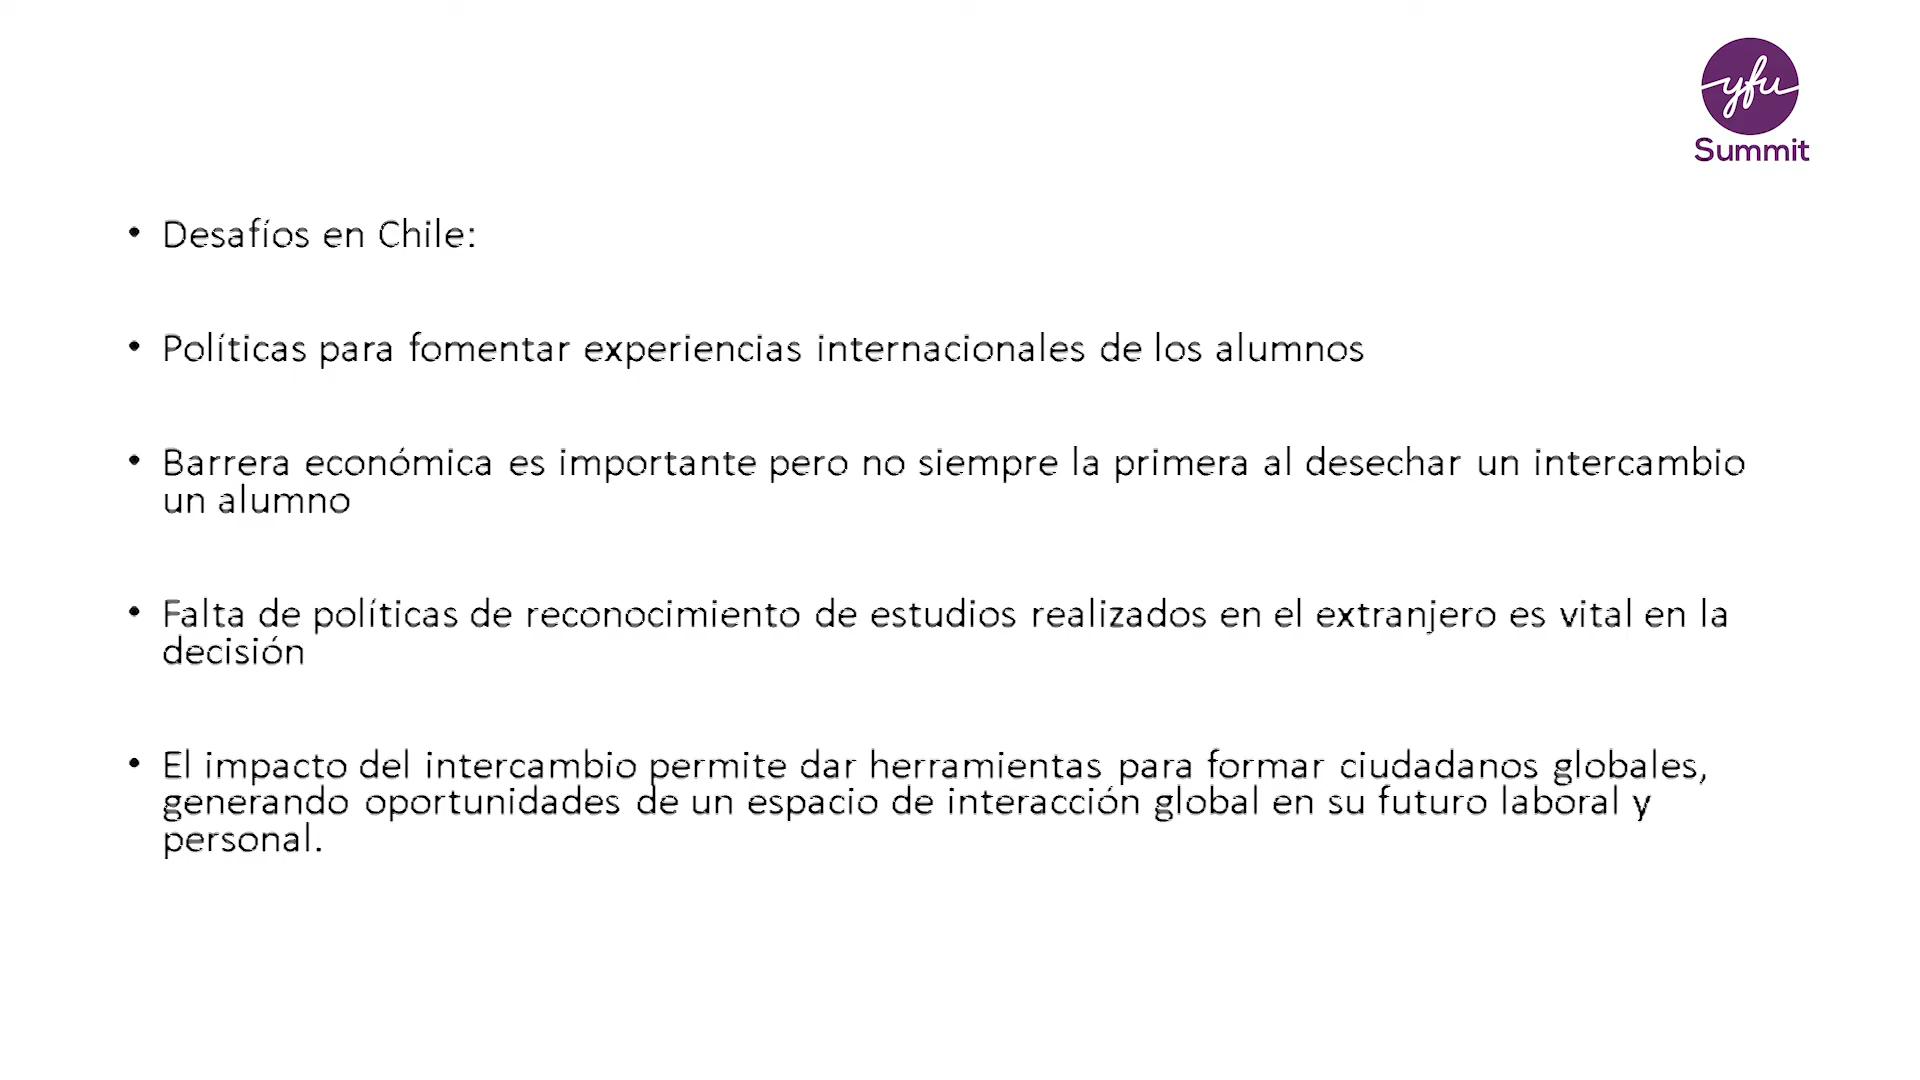 yfu
Summit
• Desafíos en Chile:
• Políticas para fomentar experiencias internacionales de los alumnos
• Barrera económica es importante pero no siempre la primera al desechar un intercambio
un alumno
• Falta de políticas de reconocimiento de estudios realizados en el extranjero es vital en la
decisión
• El impacto del intercambio permite dar herramientas para formar ciudadanos globales,
generando oportunidades de un espacio de interacción global en su futuro laboral y
personal.